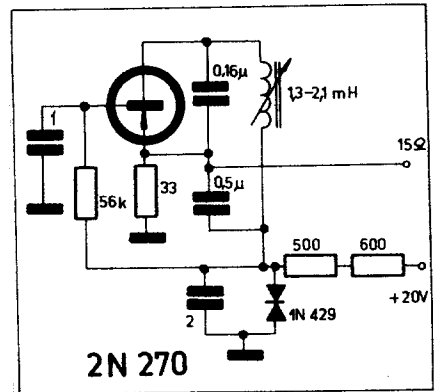 0,16µ
1,3-2,1 mH
1
15Ω
56k
33
0,5µ
500
600
+20V
2
1N 429
2N 270